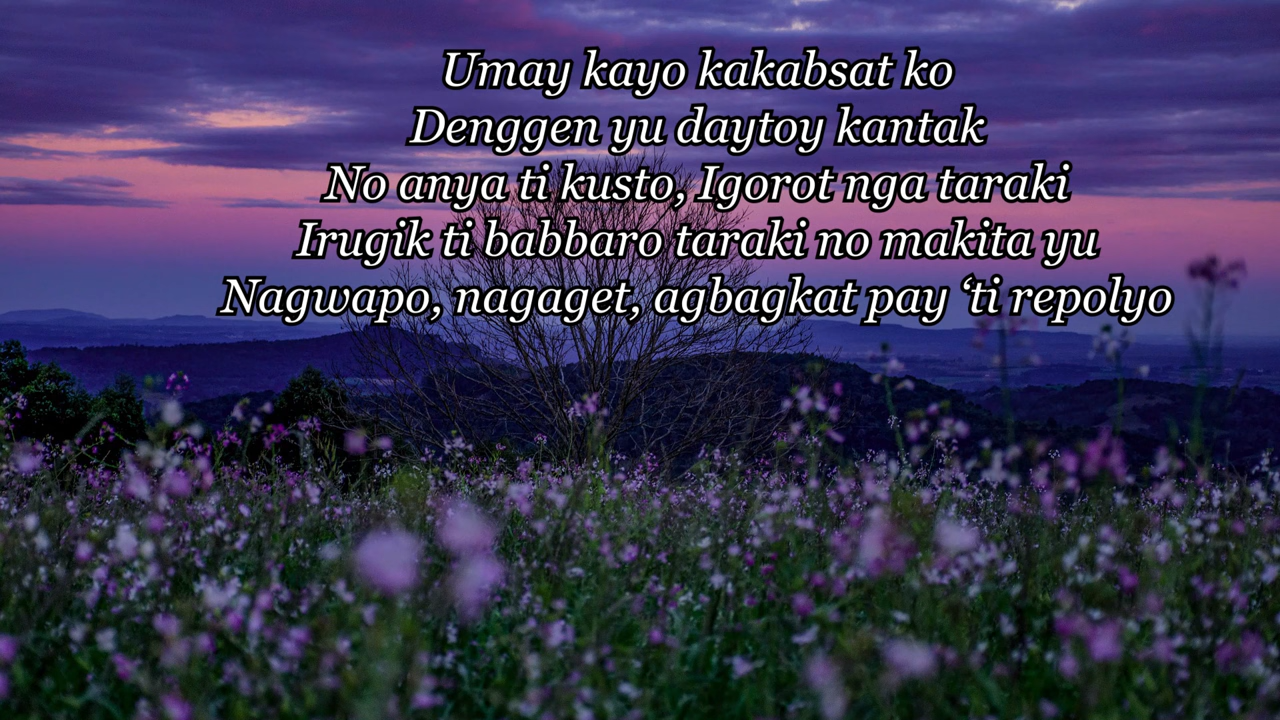 Umay kayo kakabsat ko
Denggen yu daytoy kantak
No anya ti kusto, Igorot nga taraki
Irugik ti babbaro taraki no makita yu
Nagwapo, nagaget, agbagkat pay ‘ti repolyo